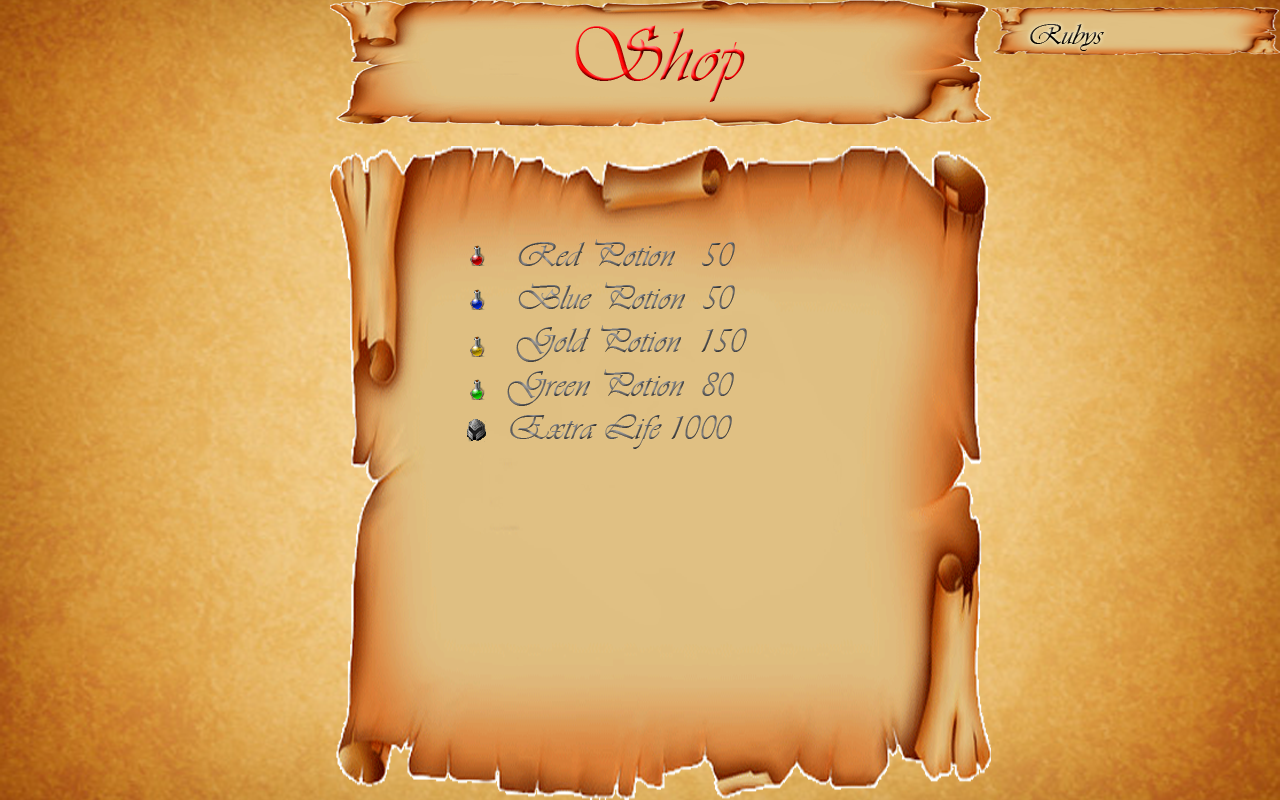 Shop
Rubys
Red Potion 50
Blue Potion 50
Gold Potion 150
Green Potion 80
Extra Life 1000